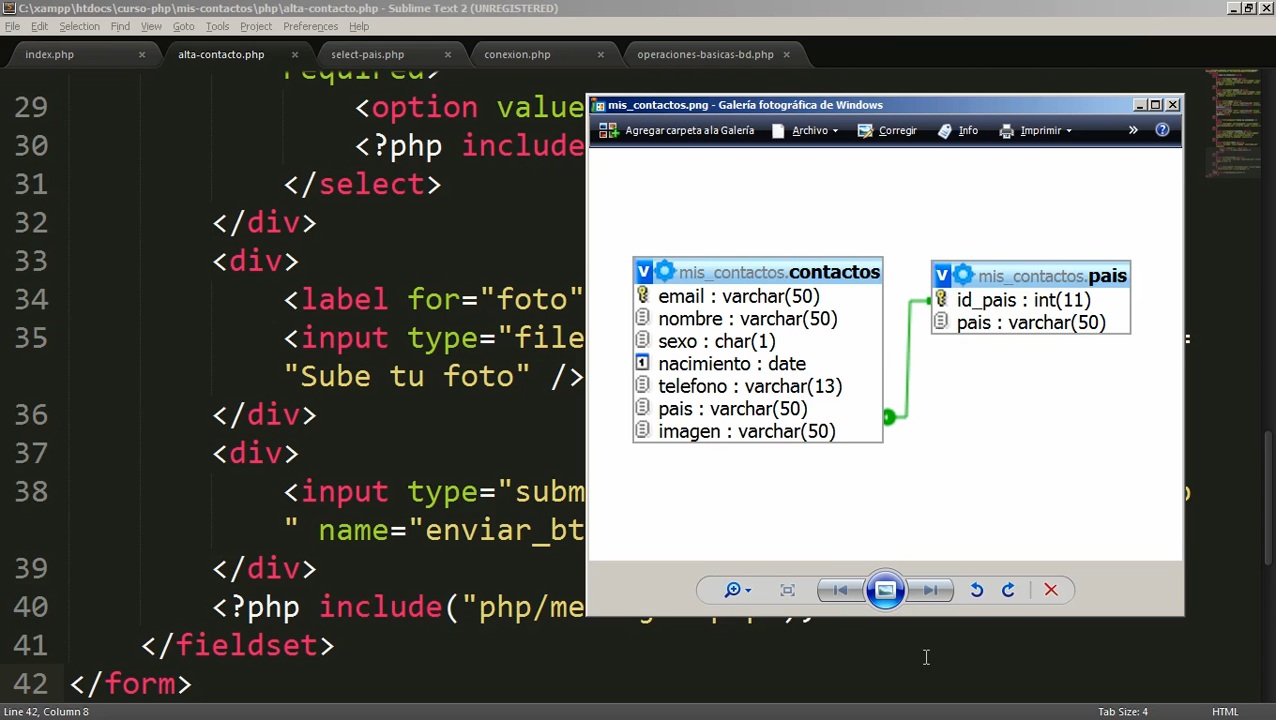 C:\xampp\htdocs\curso-php\mis-contactos\php\alta-contacto.php - Sublime Text 2 (UNREGISTERED)
File Edit Selection Find View Goto Tools Project Preferences Help
index.php alta-contacto.php select-pais.php conexion.php operaciones-basicas-bd.php
required>
29 <option value
30 <?php include
31 </select>
32 </div>
33 <div>
34 <label for="foto"
35 <input type="file =
"Sube tu foto" />
36 </div>
37 <div>
38 <input type="subm o
" name="enviar_bt
39 </div>
40 <?php include("php/me
41 </fieldset>
42 </form>
Line 42, Column 8 Tab Size: 4 HTML
mis_contactos.png - Galería fotográfica de Windows
Agregar carpeta a la Galería Archivo Corregir Info Imprimir »
mis_contactos.contactos
email : varchar(50)
nombre : varchar(50)
sexo : char(1)
nacimiento : date
telefono : varchar(13)
pais : varchar(50)
imagen : varchar(50)
mis_contactos.pais
id_pais : int(11)
pais : varchar(50)